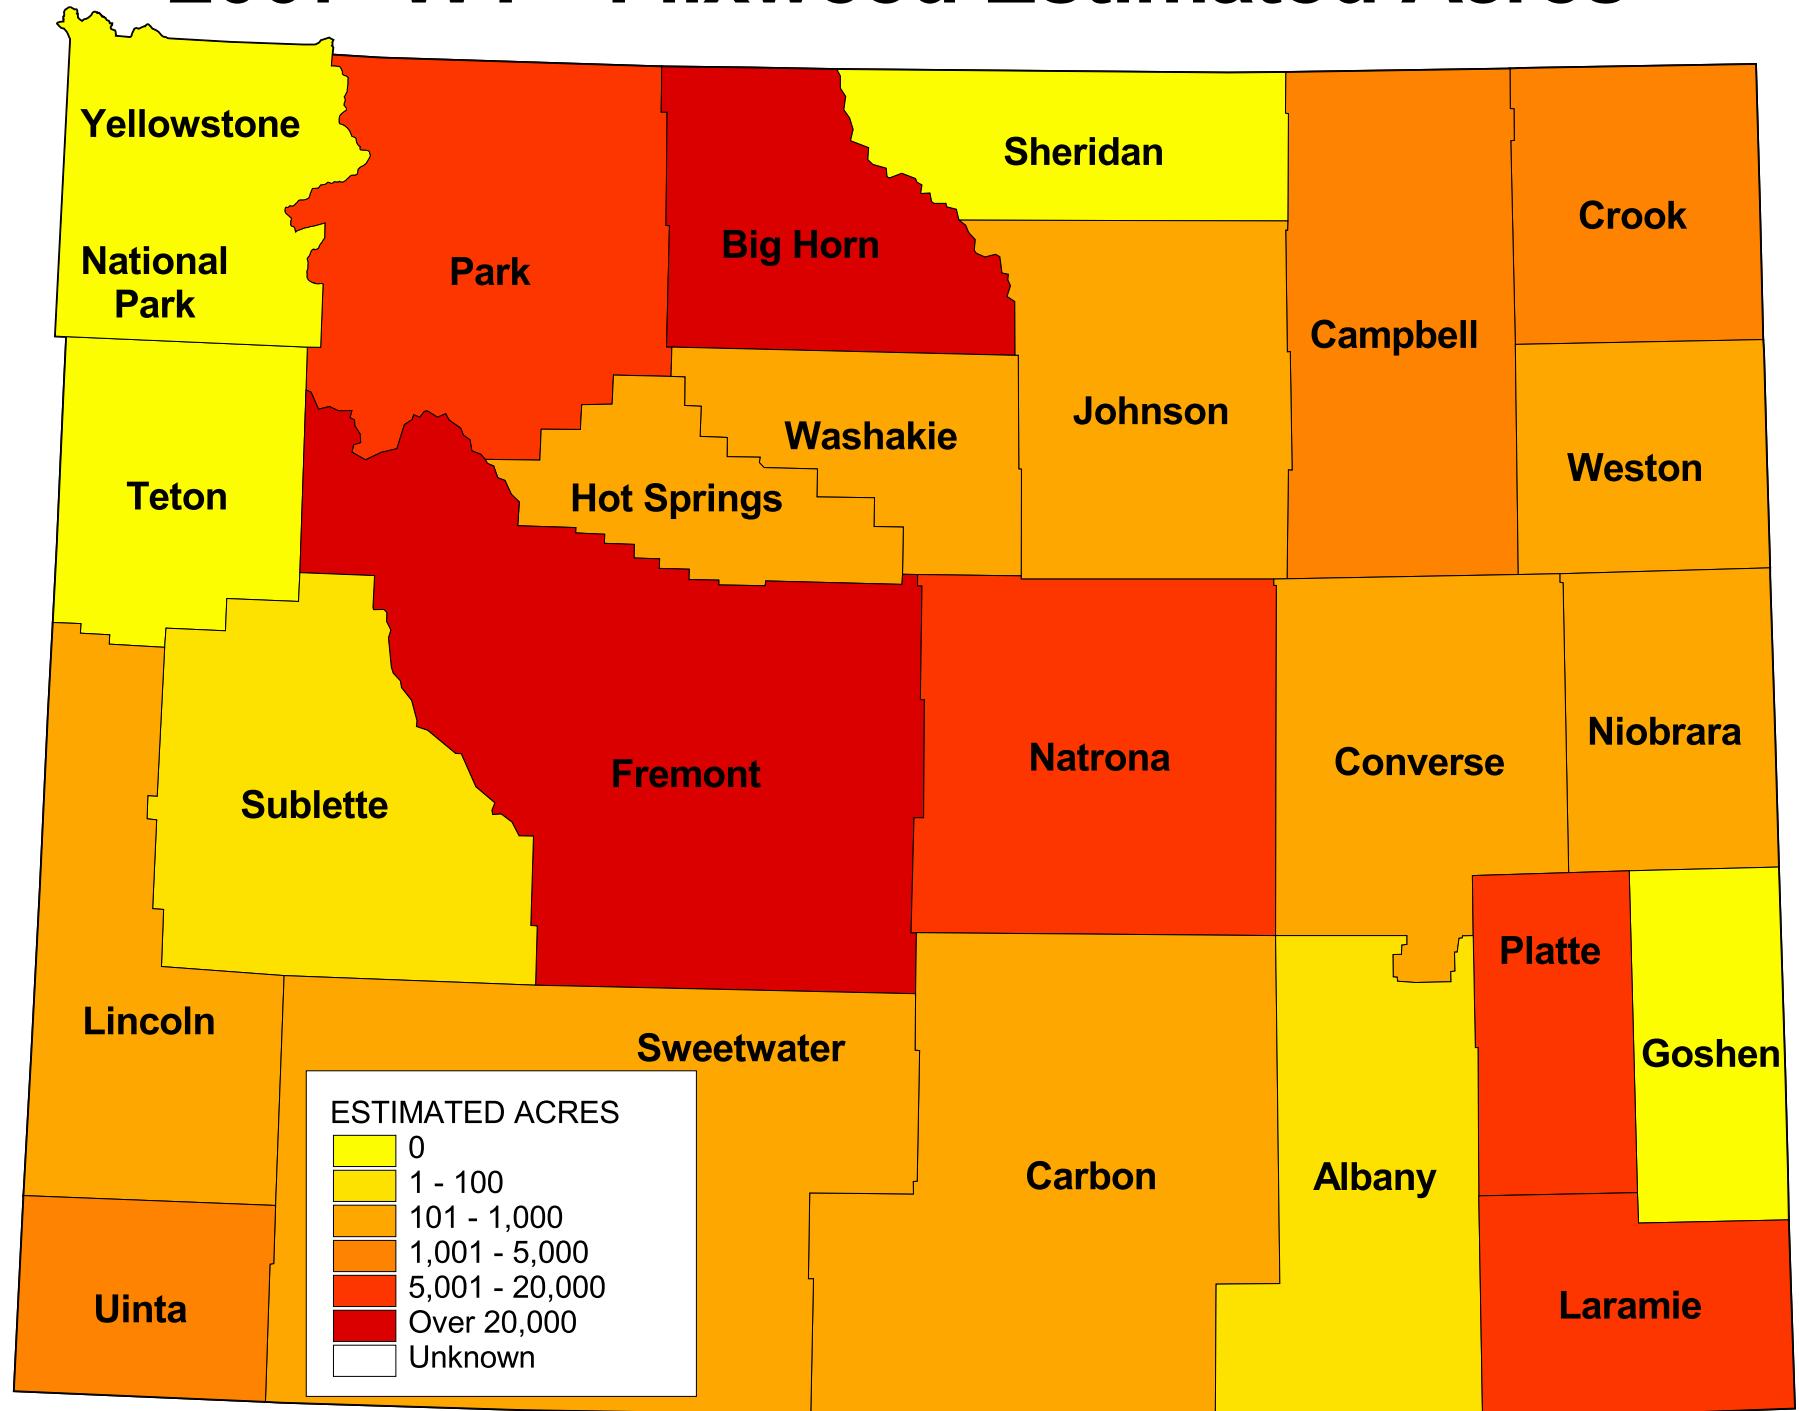 Estimated Acres
Yellowstone
National
Park
Park
Big Horn
Sheridan
Campbell
Crook
Teton
Hot Springs
Washakie
Johnson
Weston
Sublette
Fremont
Natrona
Converse
Niobrara
Lincoln
Sweetwater
Carbon
Albany
Platte
Goshen
Uinta
Laramie
ESTIMATED ACRES
0
1 - 100
101 - 1,000
1,001 - 5,000
5,001 - 20,000
Over 20,000
Unknown